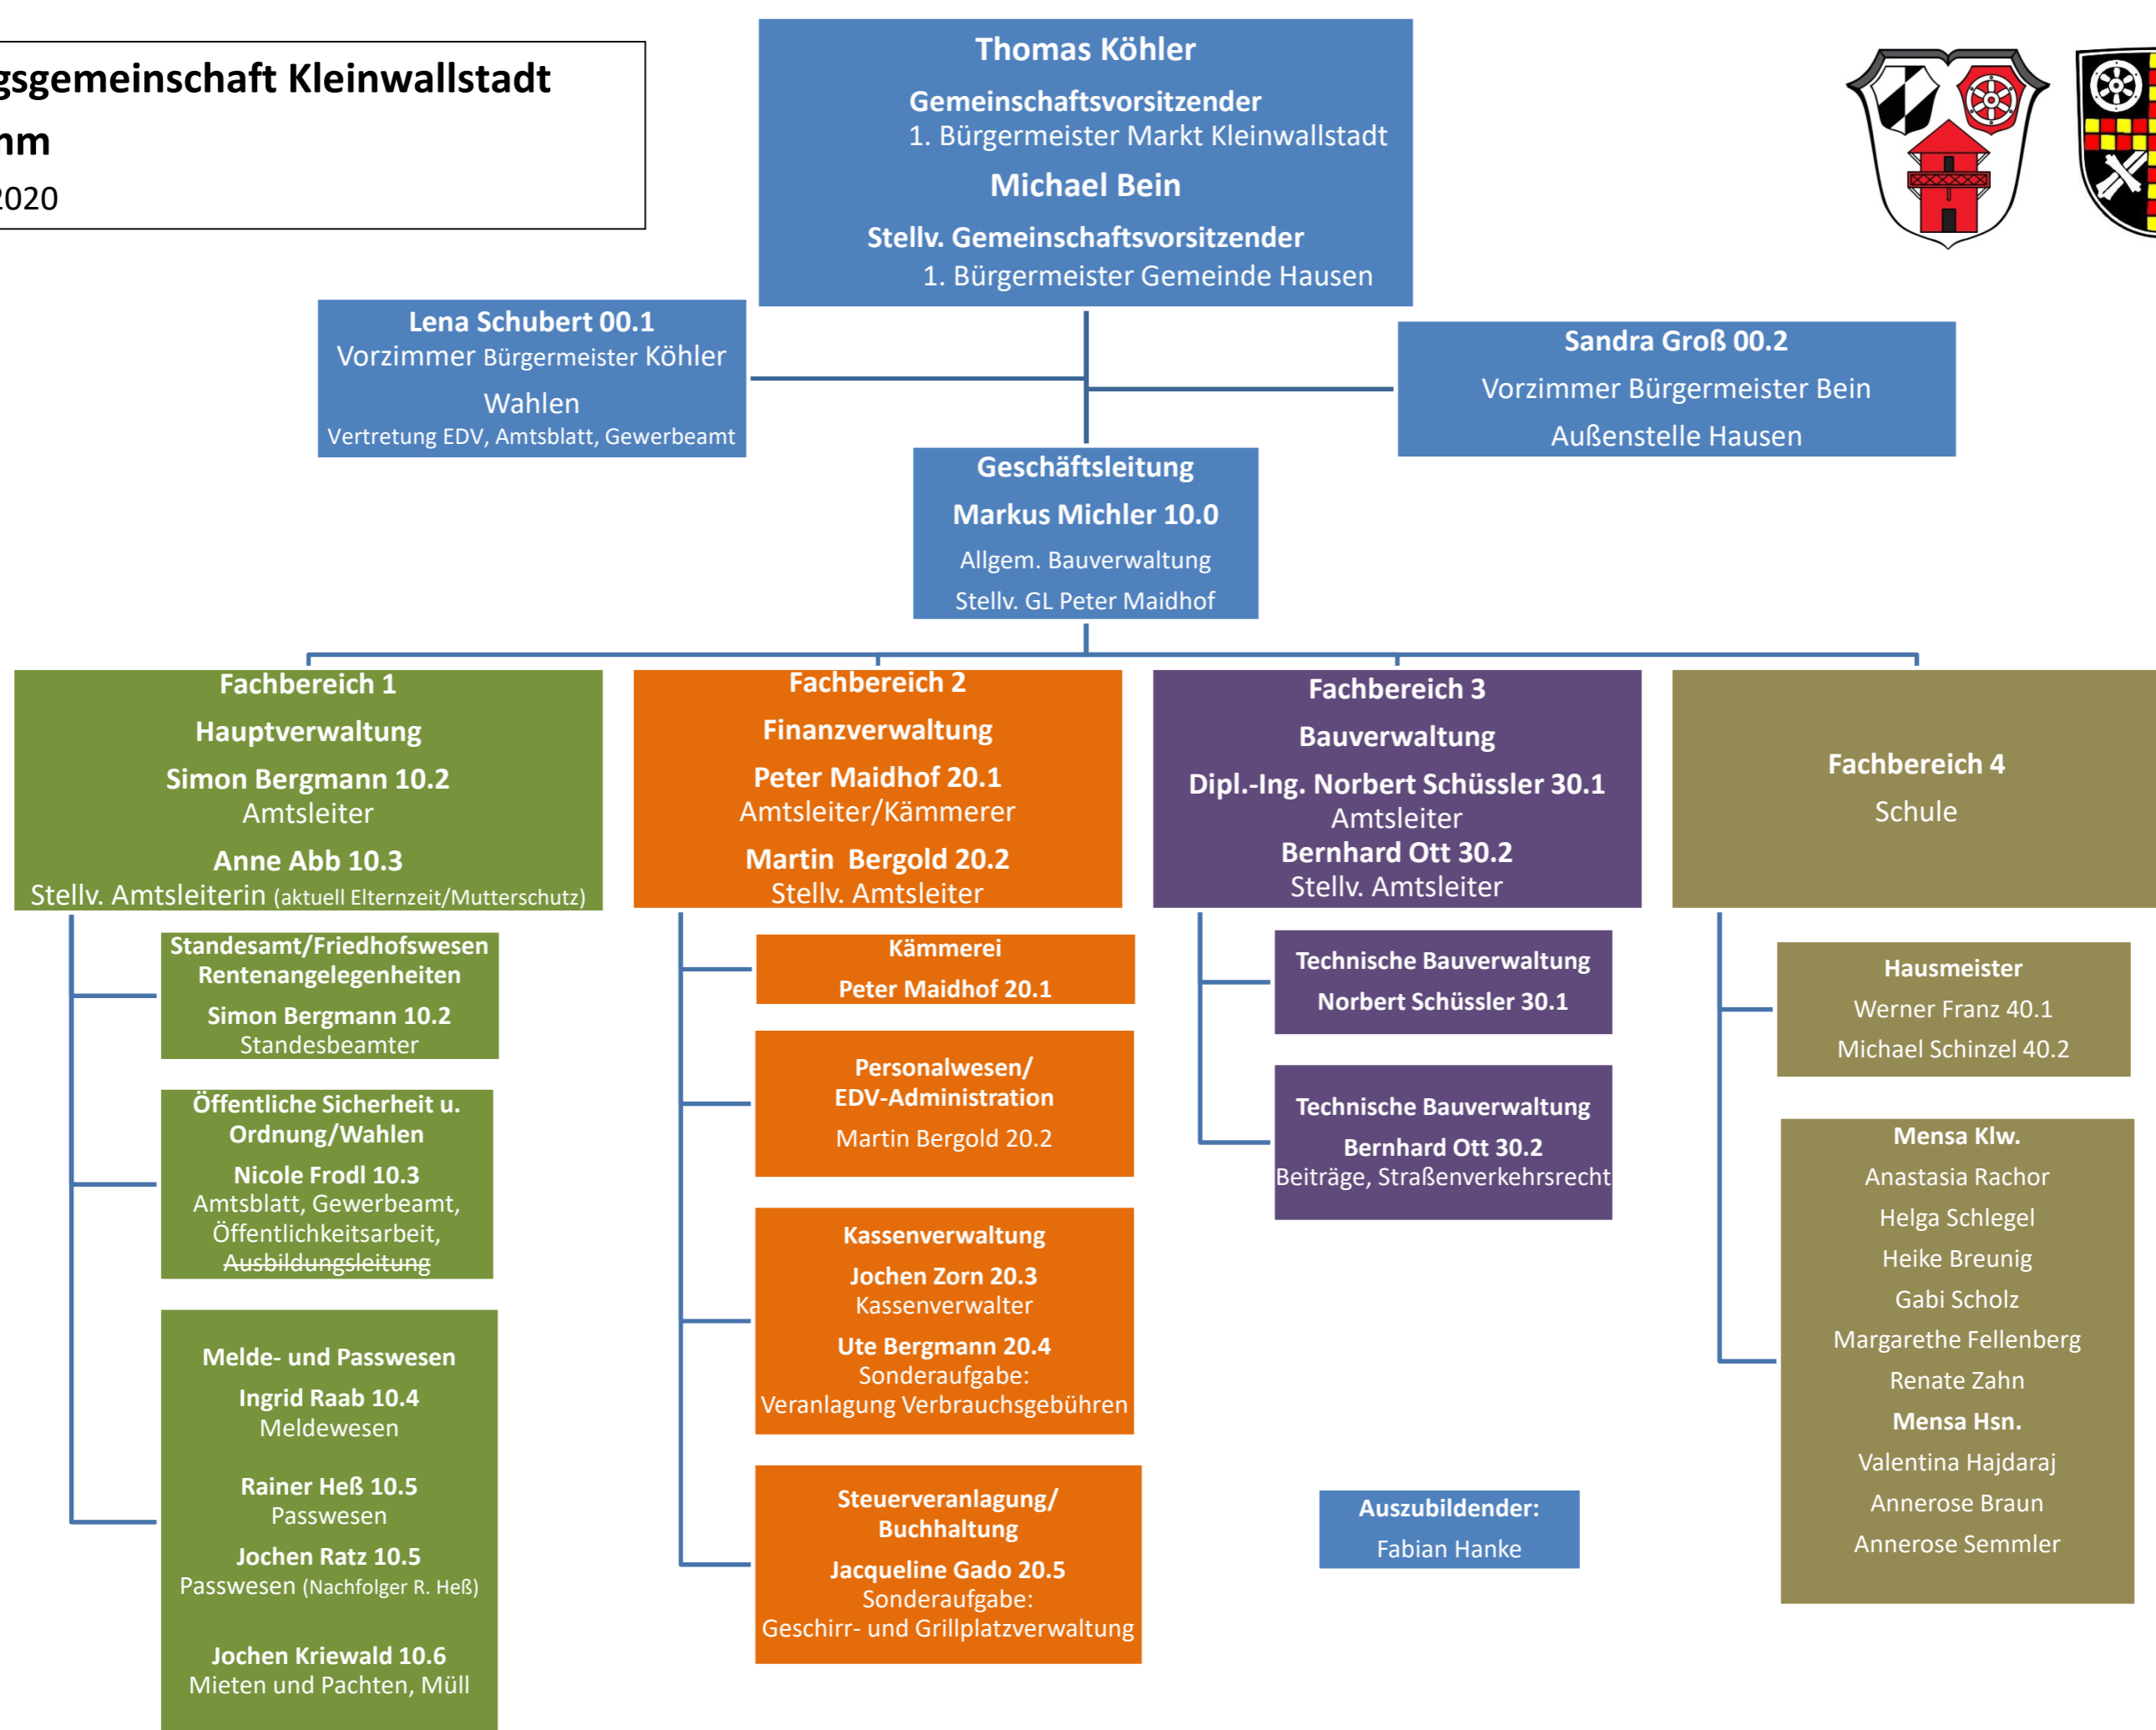 gsgemeinschaft Kleinwallstadt
nm
2020
Thomas Köhler
Gemeinschaftsvorsitzender
1. Bürgermeister Markt Kleinwallstadt
Michael Bein
Stellv. Gemeinschaftsvorsitzender
1. Bürgermeister Gemeinde Hausen
Lena Schubert 00.1
Vorzimmer Bürgermeister Köhler
Wahlen
Vertretung EDV, Amtsblatt, Gewerbeamt
Sandra Groß 00.2
Vorzimmer Bürgermeister Bein
Außenstelle Hausen
Geschäftsleitung
Markus Michler 10.0
Allgem. Bauverwaltung
Stellv. GL Peter Maidhof
Fachbereich 1
Hauptverwaltung
Simon Bergmann 10.2
Amtsleiter
Anne Abb 10.3
Stellv. Amtsleiterin (aktuell Elternzeit/Mutterschutz)
Standesamt/Friedhofswesen
Rentenangelegenheiten
Simon Bergmann 10.2
Standesbeamter
Öffentliche Sicherheit u.
Ordnung/Wahlen
Nicole Frodl 10.3
Amtsblatt, Gewerbeamt,
Öffentlichkeitsarbeit,
Ausbildungsleitung
Melde- und Passwesen
Ingrid Raab 10.4
Meldewesen
Rainer Heß 10.5
Passwesen
Jochen Ratz 10.5
Passwesen (Nachfolger R. Heß)
Jochen Kriewald 10.6
Mieten und Pachten, Müll
Fachbereich 2
Finanzverwaltung
Peter Maidhof 20.1
Amtsleiter/Kämmerer
Martin Bergold 20.2
Stellv. Amtsleiter
Kämmerei
Peter Maidhof 20.1
Personalwesen/
EDV-Administration
Martin Bergold 20.2
Kassenverwaltung
Jochen Zorn 20.3
Kassenverwalter
Ute Bergmann 20.4
Sonderaufgabe:
Veranlagung Verbrauchsgebühren
Steuerveranlagung/
Buchhaltung
Jacqueline Gado 20.5
Sonderaufgabe:
Geschirr- und Grillplatzverwaltung
Fachbereich 3
Bauverwaltung
Dipl.-Ing. Norbert Schüssler 30.1
Amtsleiter
Bernhard Ott 30.2
Stellv. Amtsleiter
Technische Bauverwaltung
Norbert Schüssler 30.1
Technische Bauverwaltung
Bernhard Ott 30.2
Beiträge, Straßenverkehrsrecht
Auszubildender:
Fabian Hanke
Fachbereich 4
Schule
Hausmeister
Werner Franz 40.1
Michael Schinzel 40.2
Mensa Klw.
Anastasia Rachor
Helga Schlegel
Heike Breunig
Gabi Scholz
Margarethe Fellenberg
Renate Zahn
Mensa Hsn.
Valentina Hajdaraj
Annerose Braun
Annerose Semmler